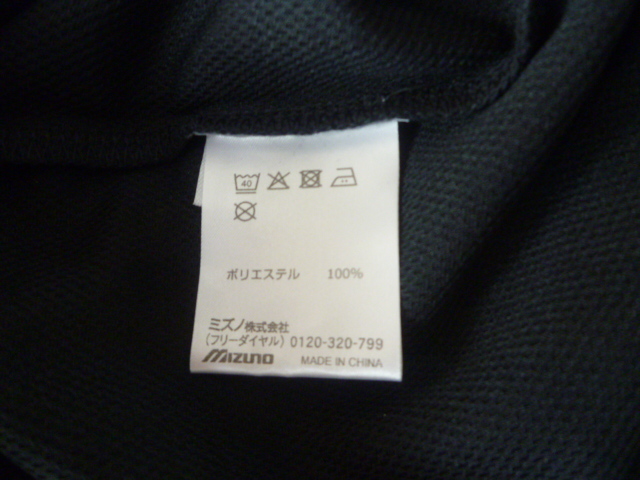 40
ポリエステル 100%
ミズノ株式会社
(フリーダイヤル) 0120-320-799
MIZUNO MADE IN CHINA